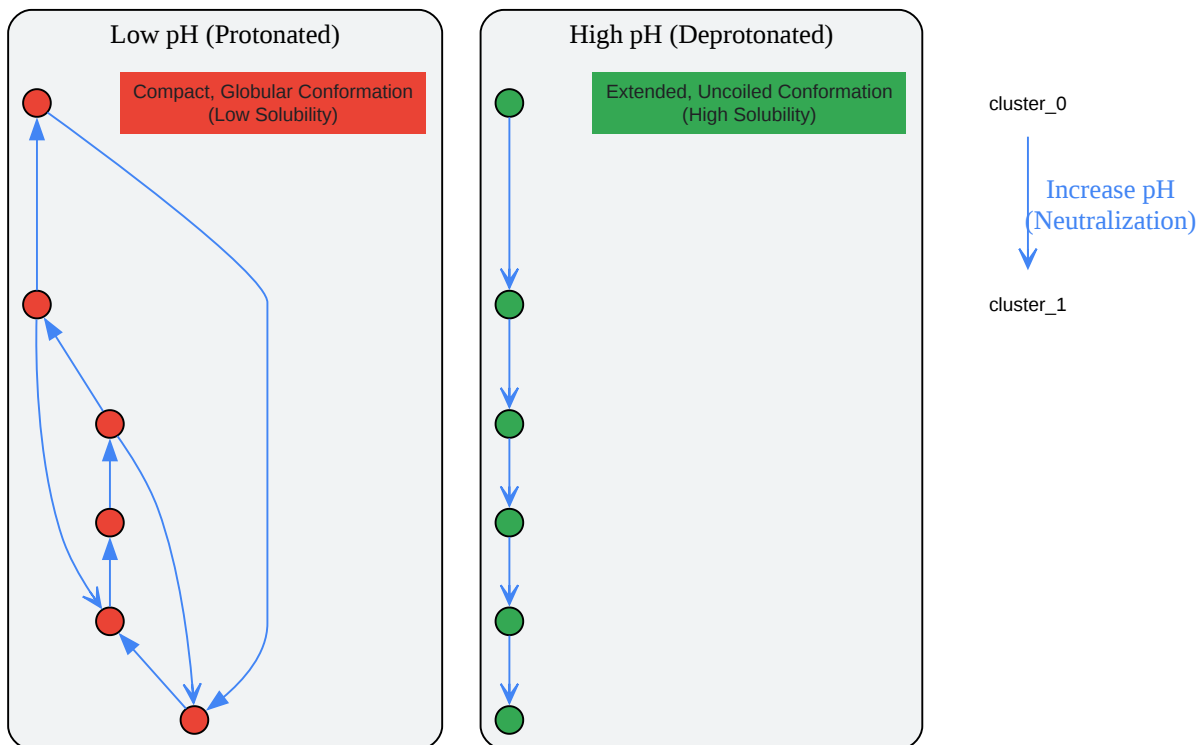 Low pH (Protonated)
Compact, Globular Conformation
(Low Solubility)
High pH (Deprotonated)
Extended, Uncoiled Conformation
(High Solubility)
cluster_0
Increase pH
(Neutralization)
cluster_1